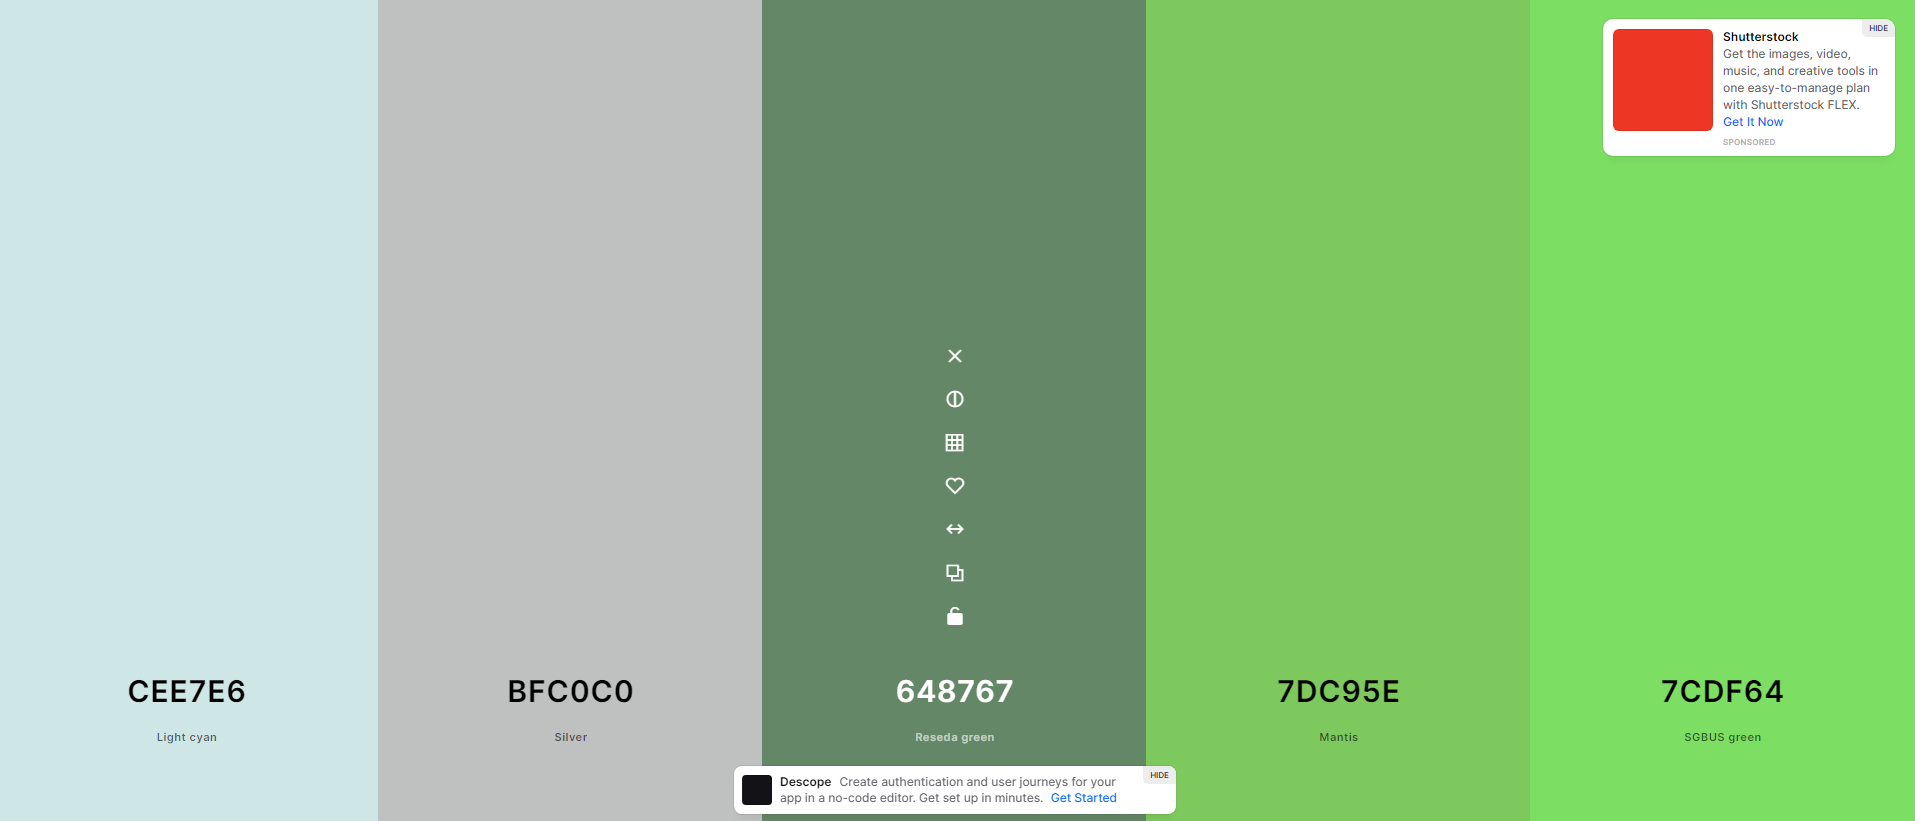 HIDE
Shutterstock
Get the images, video,
music, and creative tools in
one easy-to-manage plan
with Shutterstock FLEX.
Get It Now
SPONSORED
CEE7E6
BFC0C0
648767
7DC95E
7CDF64
Light cyan
Silver
Reseda green
Mantis
SGBUS green
HIDE
Descope Create authentication and user journeys for your
app in a no-code editor. Get set up in minutes. Get Started